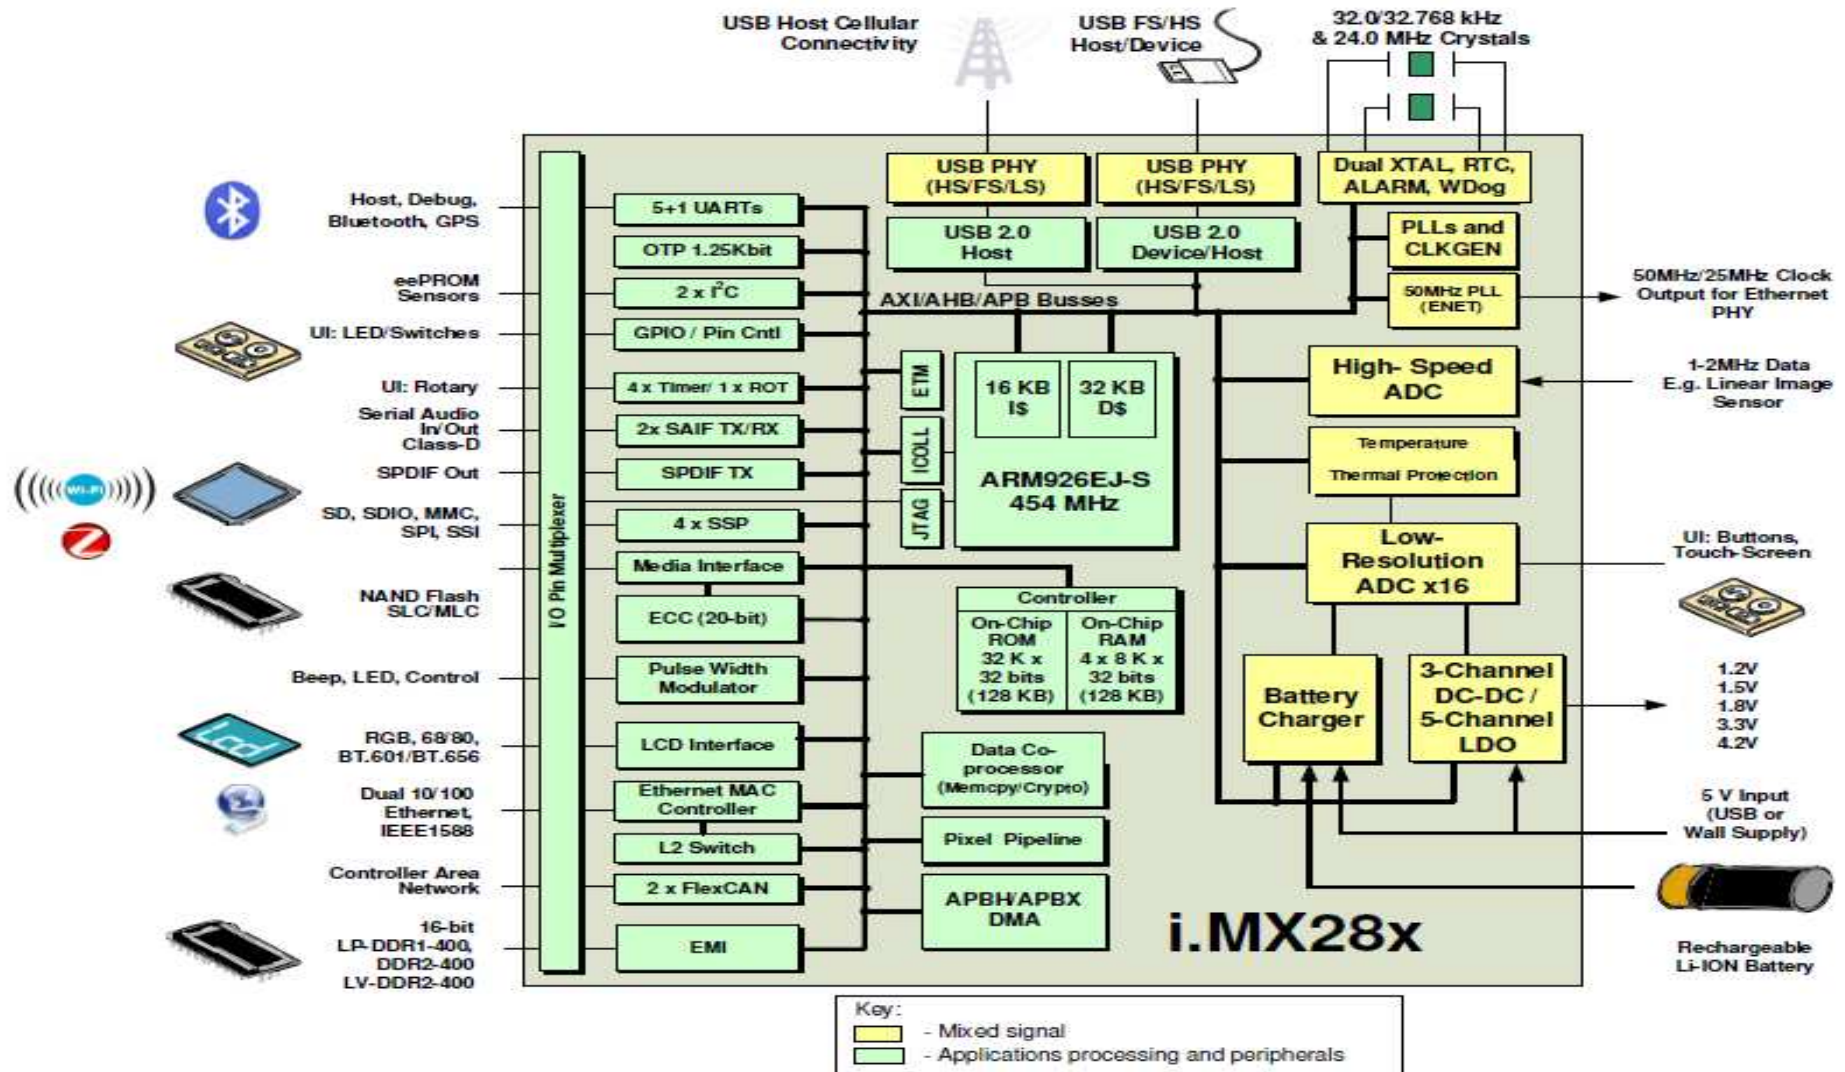 USB Host Cellular
Connectivity
USB FS/HS
Host/Device
32.0/32.768 kHz
& 24.0 MHz Crystals
USB PHY
(HS/FS/LS)
USB PHY
(HS/FS/LS)
Dual XTAL, RTC,
ALARM, WDog
USB 2.0
Host
USB 2.0
Device/Host
PLLs and
CLKGEN
50MHz PLL
(ENET)
50MHz/25MHz Clock
Output for Ethernet
PHY
Host, Debug,
Bluetooth, GPS
5+1 UARTs
OTP 1.25Kbit
eePROM
Sensors
2 x I²C
AXI/AHB/APB Busses
UI: LED/Switches
GPIO / Pin Cntl
UI: Rotary
4 x Timer/ 1 x ROT
Serial Audio
In/Out
Class-D
2x SAIF TX/RX
SPDIF Out
SPDIF TX
Wi-Fi
SD, SDIO, MMC,
SPI, SSI
4 x SSP
Media Interface
NAND Flash
SLC/MLC
ECC (20-bit)
I/O Pin Multiplexer
Beep, LED, Control
Pulse Width
Modulator
Lcd
RGB, 68/80,
BT.601/BT.656
LCD Interface
Dual 10/100
Ethernet,
IEEE1588
Ethernet MAC
Controller
L2 Switch
Controller Area
Network
2 x FlexCAN
16-bit
LP-DDR1-400,
DDR2-400
LV-DDR2-400
EMI
ETM
ICOLL
JTAG
16 KB
I$
32 KB
D$
ARM926EJ-S
454 MHz
Controller
On-Chip
ROM
32 K x
32 bits
(128 KB)
On-Chip
RAM
4 x 8 K x
32 bits
(128 KB)
Data Co-
processor
(Memcpy/Crypto)
Pixel Pipeline
APBH/APBX
DMA
High- Speed
ADC
1-2MHz Data
E.g. Linear Image
Sensor
Temperature
Thermal Protection
Low-
Resolution
ADC x16
UI: Buttons,
Touch-Screen
Battery
Charger
3-Channel
DC-DC /
5-Channel
LDO
1.2V
1.5V
1.8V
3.3V
4.2V
5 V Input
(USB or
Wall Supply)
Rechargeable
Li-ION Battery
i.MX28x
Key:
- Mixed signal
- Applications processing and peripherals